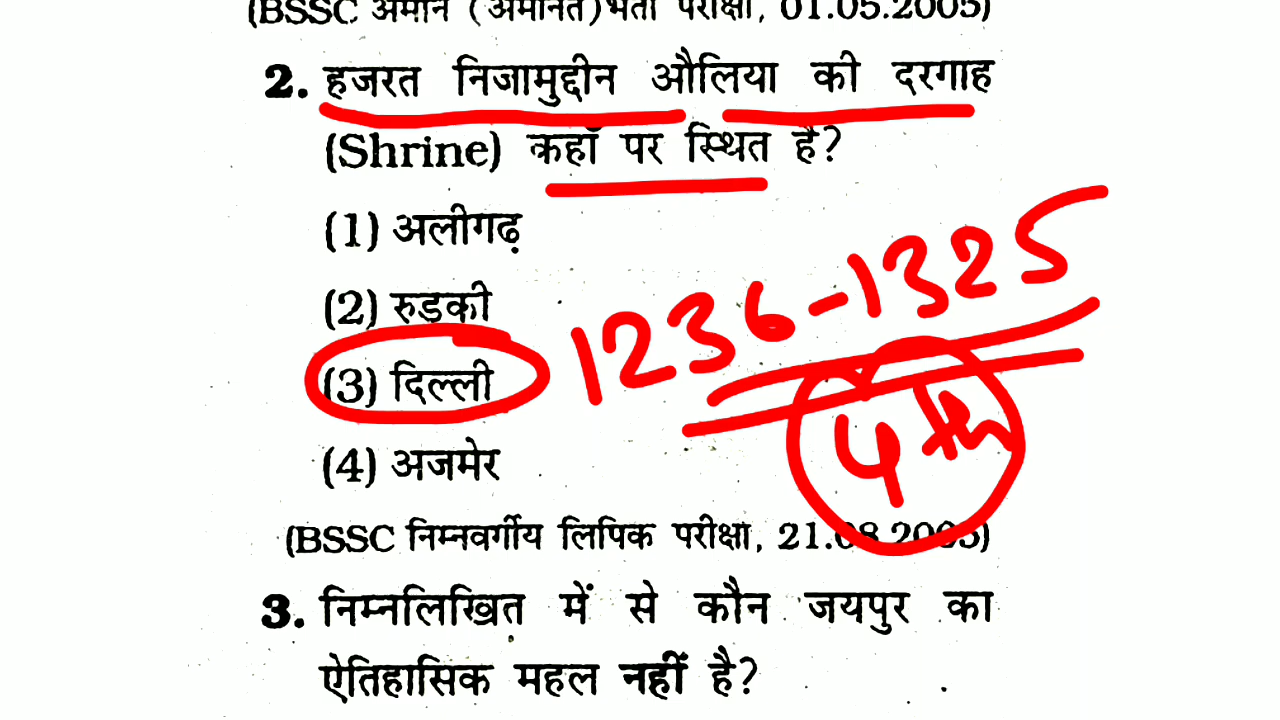 (BSSC अमीन (अमानत) भर्ती परीक्षा, 01.05.2005)
2. हजरत निजामुद्दीन औलिया की दरगाह
(Shrine) कहाँ पर स्थित है?
(1) अलीगढ़
(2) रुड़की
1236-1325
(3) दिल्ली
4th
(4) अजमेर
(BSSC निम्नवर्गीय लिपिक परीक्षा, 21.08.2005)
3. निम्नलिखित में से कौन जयपुर का
ऐतिहासिक महल नहीं है?